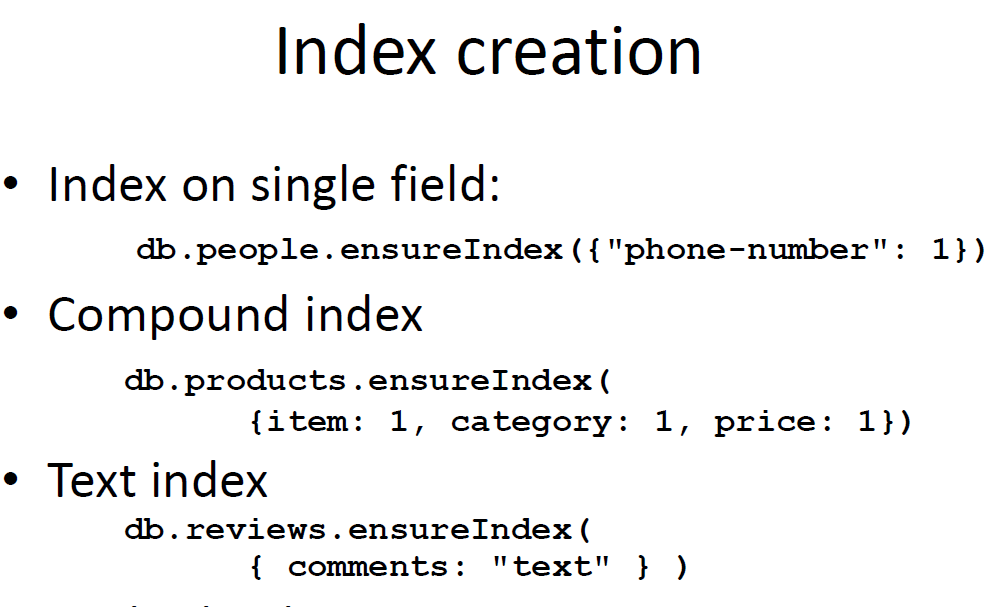 Index creation
• Index on single field:
db.people.ensureIndex({"phone-number": 1})
• Compound index
db.products.ensureIndex(
{item: 1, category: 1, price: 1})
• Text index
db.reviews.ensureIndex(
{ comments: "text" } )